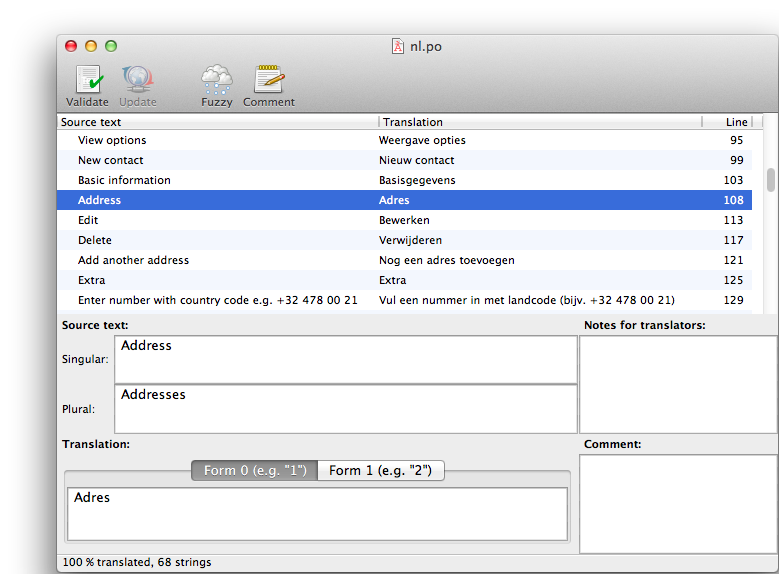 nl.po
Validate Update Fuzzy Comment
Source text Translation Line
View options Weergave opties 95
New contact Nieuw contact 99
Basic information Basisgegevens 103
Address Adres 108
Edit Bewerken 113
Delete Verwijderen 117
Add another address Nog een adres toevoegen 121
Extra Extra 125
Enter number with country code e.g. +32 478 00 21 Vul een nummer in met landcode (bijv. +32 478 00 21) 129
Source text: Notes for translators:
Singular: Address
Plural: Addresses
Translation: Comment:
Form 0 (e.g. "1") Form 1 (e.g. "2")
Adres
100 % translated, 68 strings